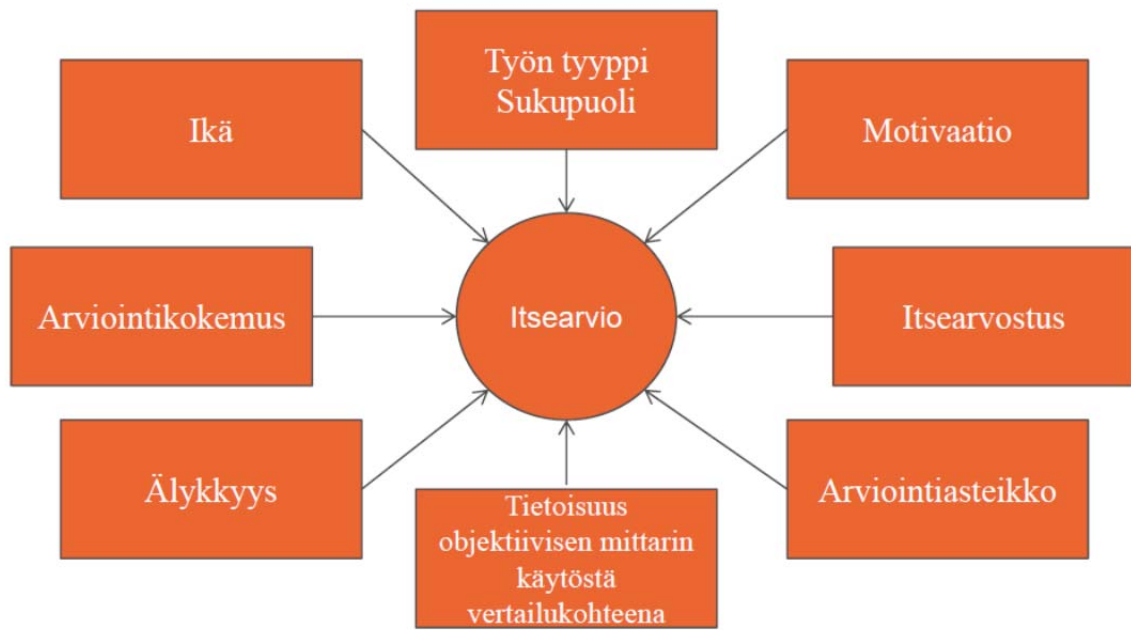 Työn tyyppi
Sukupuoli
Ikä
Motivaatio
Arviointikokemus
Itsearvio
Itsearvostus
Älykkyys
Tietoisuus
objektiivisen mittarin
käytöstä
vertailukohteena
Arviointiasteikko